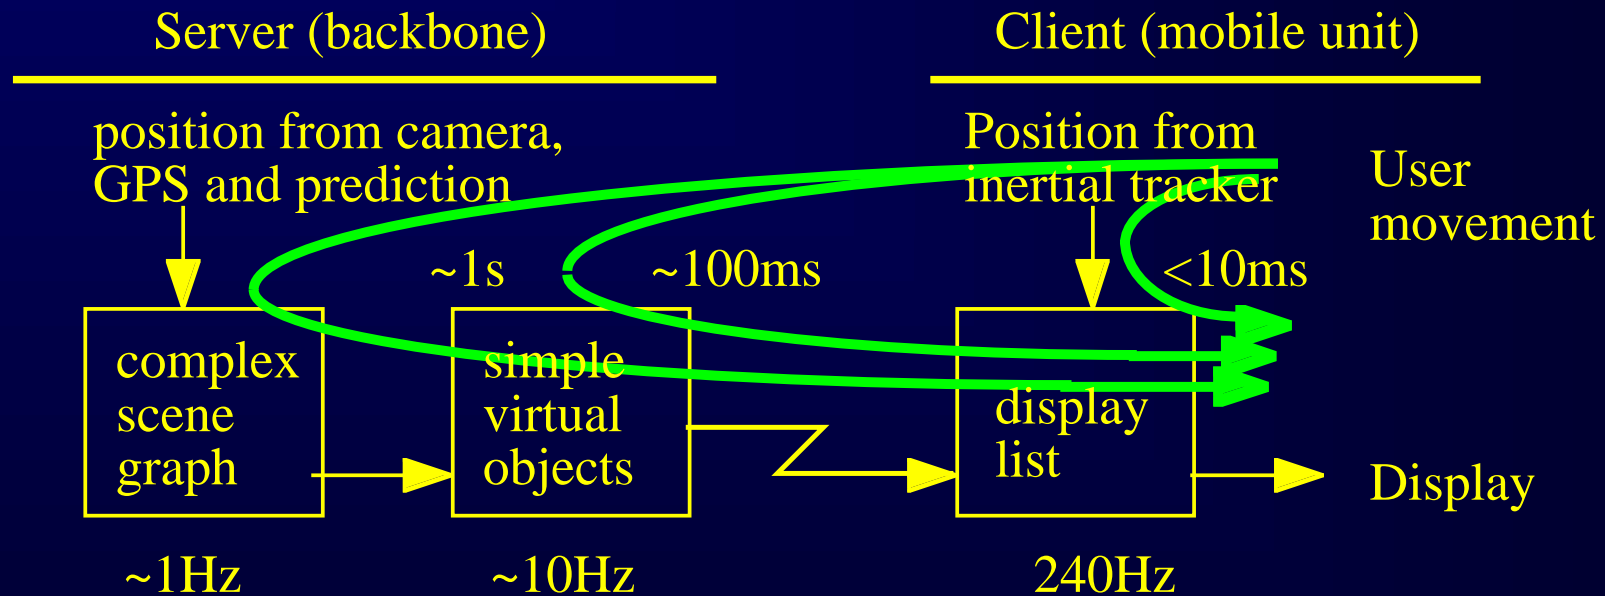 Server (backbone)
Client (mobile unit)
position from camera,
GPS and prediction
Position from
inertial tracker
User
movement
~1s
~100ms
<10ms
complex
scene
graph
simple
virtual
objects
display
list
Display
~1Hz
~10Hz
240Hz